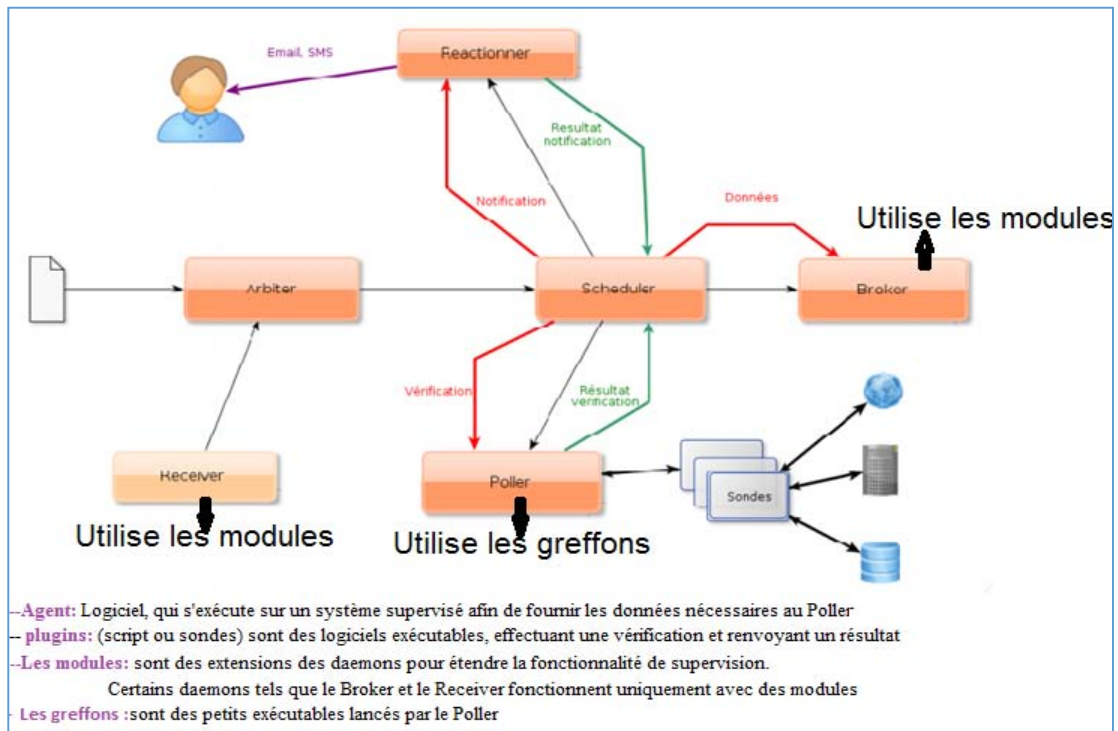 Email, SMS
Reactionner
Resultat
notification
Notification
Données
Utilise les modules
Arbiter
Scheduler
Broker
Vérification
Résultat
verification
Receiver
Poller
Sondes
Utilise les modules
Utilise les greffons
--Agent: Logiciel, qui s'exécute sur un système supervisé afin de fournir les données nécessaires au Poller
-- plugins: (script ou sondes) sont des logiciels exécutables, effectuant une vérification et renvoyant un résultat
--Les modules: sont des extensions des daemons pour étendre la fonctionnalité de supervision.
Certains daemons tels que le Broker et le Receiver fonctionnent uniquement avec des modules
- Les greffons :sont des petits exécutables lancés par le Poller